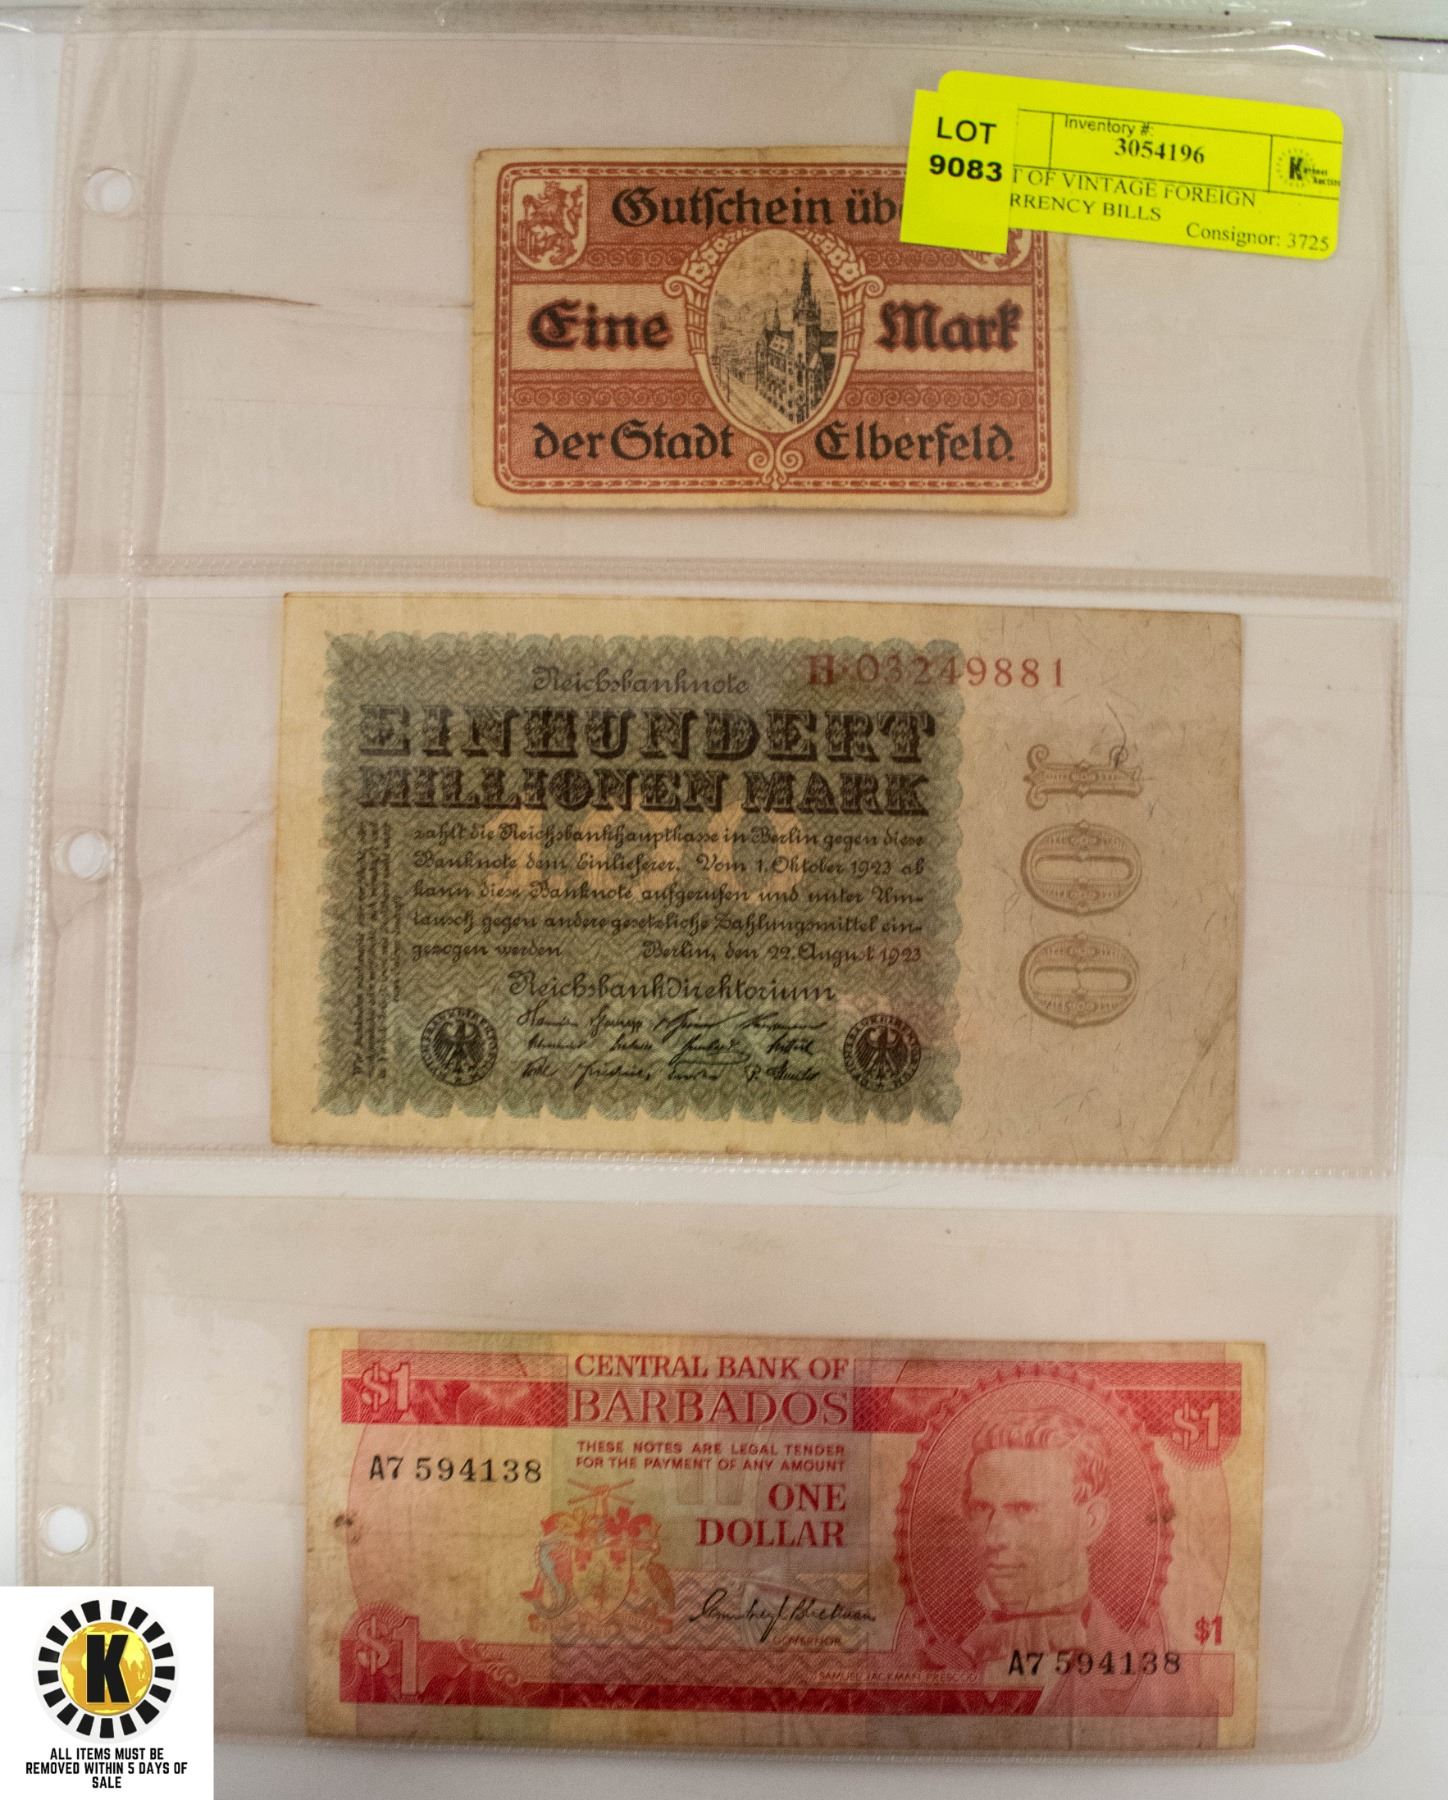 LOT
9083
Inventory #:
3054196
T OF VINTAGE FOREIGN
RRENCY BILLS
Consignor: 3725
Gutschein üb
Eine Mark
der Stadt Elberfeld.
Reichsbanknote
H·03249881
EINHUNDERT
MILLIONEN MARK
zahlt die Reichsbankhauptkasse in Berlin gegen diese
Banknote dem Einlieferer. Vom 1. Oktober 1923 ab
kann diese Banknote aufgerufen und unter Um-
tausch gegen andere gesetzliche Zahlungsmittel ein-
gezogen werden Berlin, den 22. August 1923
Reichsbankdirektorium
100
$1
CENTRAL BANK OF
BARBADOS
$1
THESE NOTES ARE LEGAL TENDER
FOR THE PAYMENT OF ANY AMOUNT
A7 594138
ONE
DOLLAR
GOVERNOR
$1
$1
SAMUEL JACKMAN PRESCOD
A7 594138
K
ALL ITEMS MUST BE
REMOVED WITHIN 5 DAYS OF
SALE